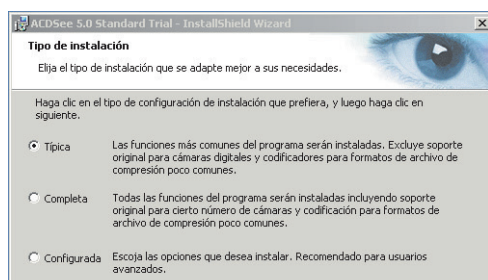 ACDSee 5.0 Standard Trial - InstallShield Wizard
Tipo de instalación
Elija el tipo de instalación que se adapte mejor a sus necesidades.
Haga clic en el tipo de configuración de instalación que prefiera, y luego haga clic en
siguiente.
Típica
Las funciones más comunes del programa serán instaladas. Excluye soporte
original para cámaras digitales y codificadores para formatos de archivo de
compresión poco comunes.
Completa
Todas las funciones del programa serán instaladas incluyendo soporte
original para cierto número de cámaras y codificación para formatos de
archivo de compresión poco comunes.
Configurada
Escoja las opciones que desea instalar. Recomendado para usuarios
avanzados.